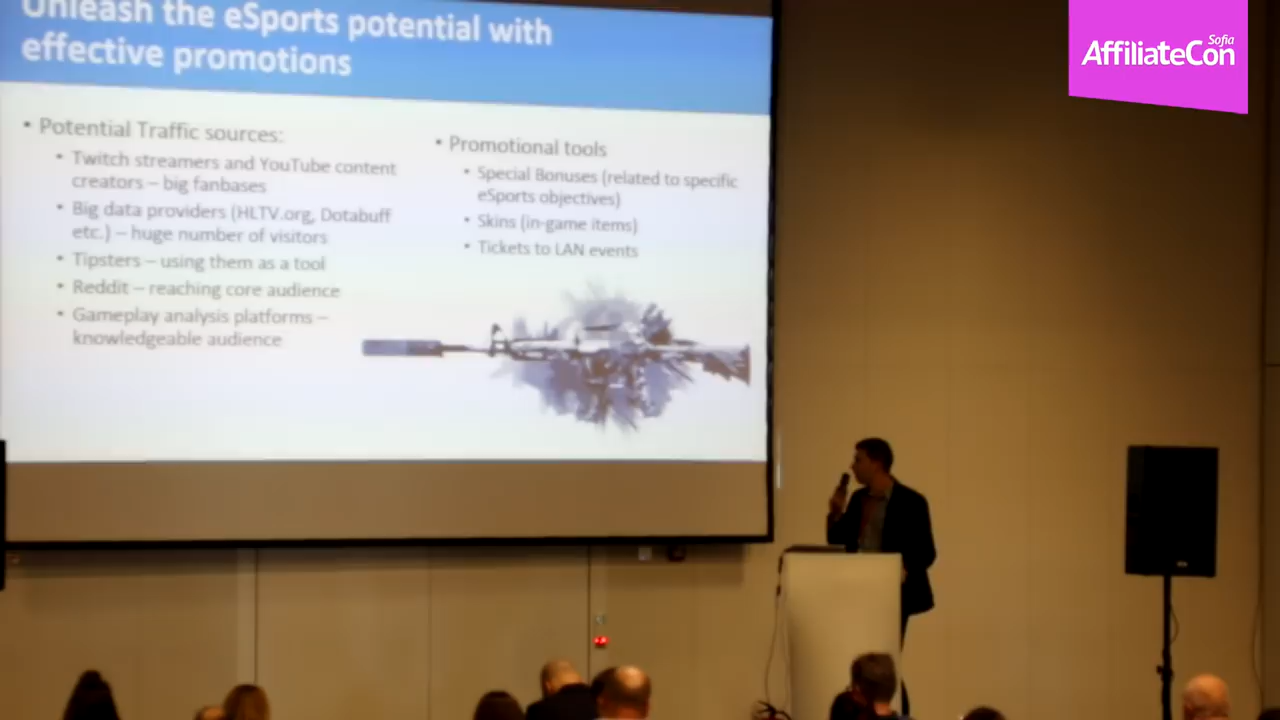 Unleash the eSports potential with
effective promotions
• Potential Traffic sources:
• Twitch streamers and YouTube content
creators – big fanbases
• Big data providers (HLTV.org, Dotabuff
etc.) – huge number of visitors
• Tipsters – using them as a tool
• Reddit – reaching core audience
• Gameplay analysis platforms –
knowledgeable audience
• Promotional tools
• Special Bonuses (related to specific
eSports objectives)
• Skins (in-game items)
• Tickets to LAN events
Sofia
AffiliateCon